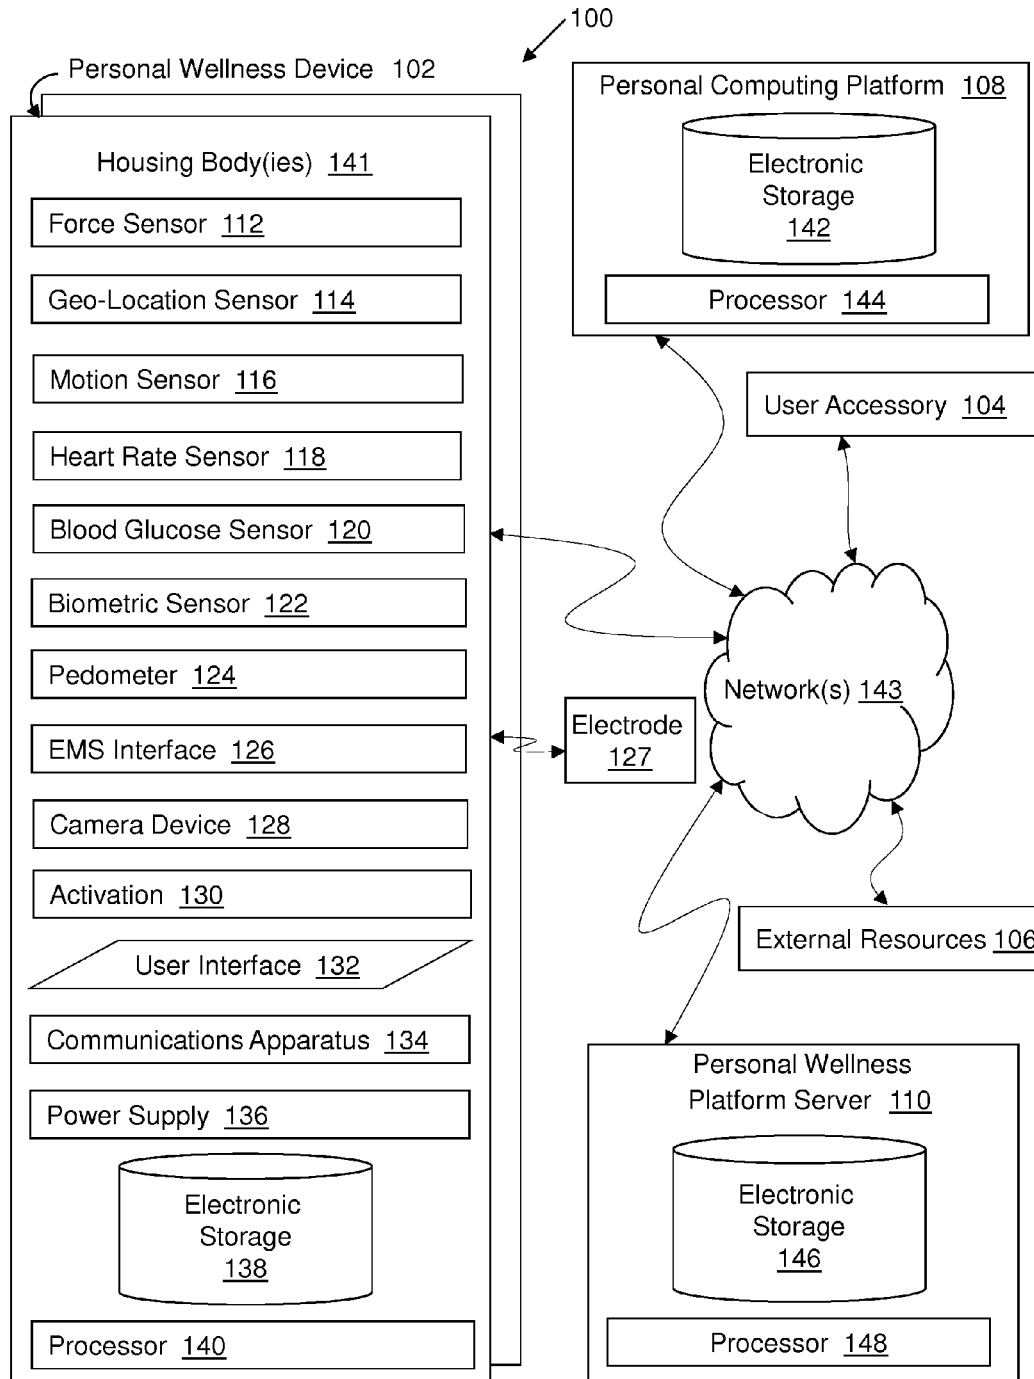 100
Personal Wellness Device 102
Housing Body(ies) 141
Force Sensor 112
Geo-Location Sensor 114
Motion Sensor 116
Heart Rate Sensor 118
Blood Glucose Sensor 120
Biometric Sensor 122
Pedometer 124
EMS Interface 126
Camera Device 128
Activation 130
User Interface 132
Communications Apparatus 134
Power Supply 136
Electronic
Storage
138
Processor 140
Electrode
127
Personal Computing Platform 108
Electronic
Storage
142
Processor 144
User Accessory 104
Network(s) 143
External Resources 106
Personal Wellness
Platform Server 110
Electronic
Storage
146
Processor 148